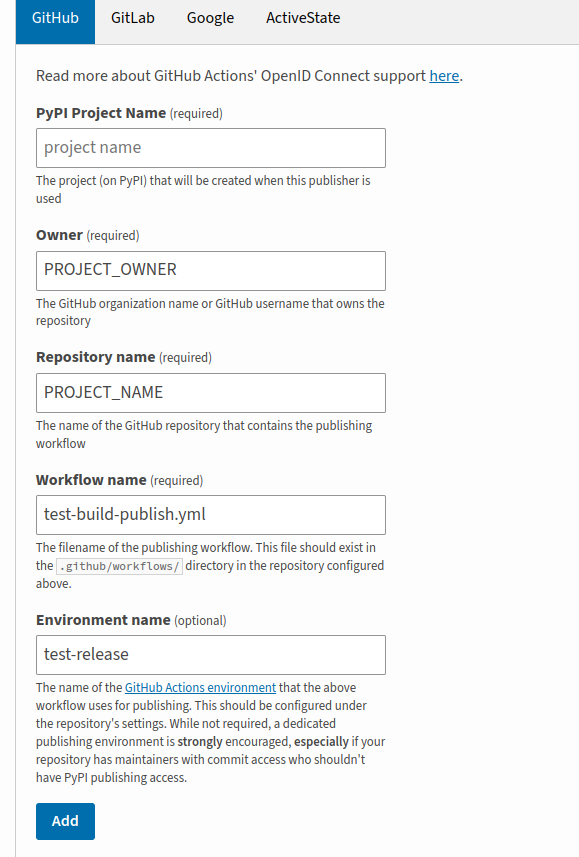 GitHub GitLab Google ActiveState
Read more about GitHub Actions' OpenID Connect support here.
PyPI Project Name (required)
project name
The project (on PyPI) that will be created when this publisher is
used
Owner (required)
PROJECT_OWNER
The GitHub organization name or GitHub username that owns the
repository
Repository name (required)
PROJECT_NAME
The name of the GitHub repository that contains the publishing
workflow
Workflow name (required)
test-build-publish.yml
The filename of the publishing workflow. This file should exist in
the .github/workflows/ directory in the repository configured
above.
Environment name (optional)
test-release
The name of the GitHub Actions environment that the above
workflow uses for publishing. This should be configured under
the repository's settings. While not required, a dedicated
publishing environment is strongly encouraged, especially if your
repository has maintainers with commit access who shouldn't
have PyPI publishing access.
Add